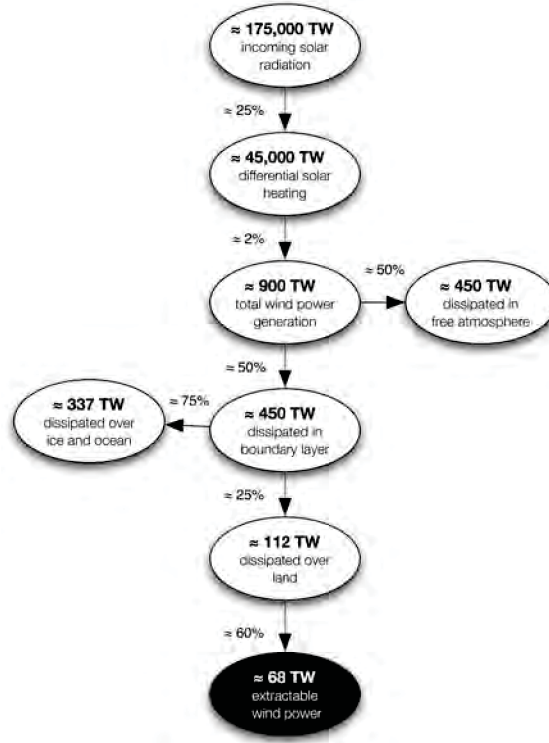 ≈ 175,000 TW
incoming solar
radiation
≈ 25%
≈ 45,000 TW
differential solar
heating
≈ 2%
≈ 900 TW
total wind power
generation
≈ 50%
≈ 450 TW
dissipated in
free atmosphere
≈ 50%
≈ 450 TW
dissipated in
boundary layer
≈ 75%
≈ 337 TW
dissipated over
ice and ocean
≈ 25%
≈ 112 TW
dissipated over
land
≈ 60%
≈ 68 TW
extractable
wind power